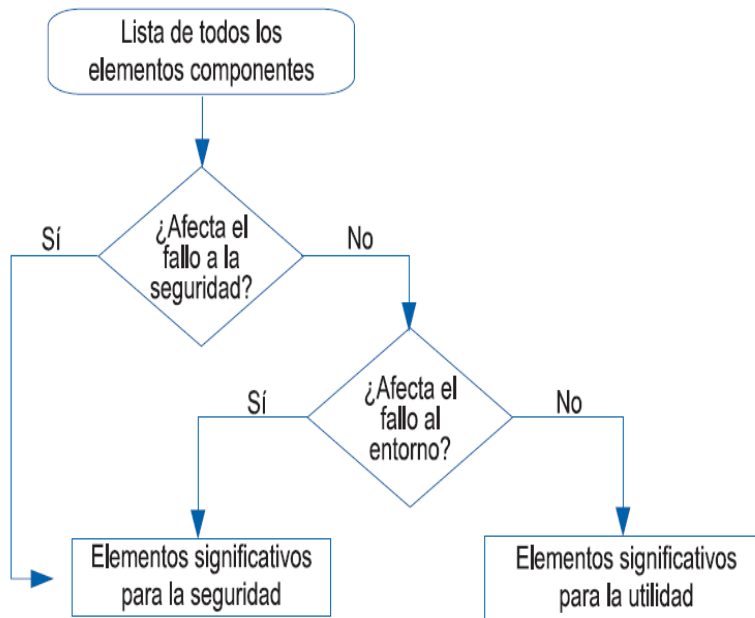 Lista de todos los
elementos componentes
Sí
¿Afecta el
fallo a la
seguridad?
No
Sí
¿Afecta el
fallo al
entorno?
No
Elementos significativos
para la seguridad
Elementos significativos
para la utilidad